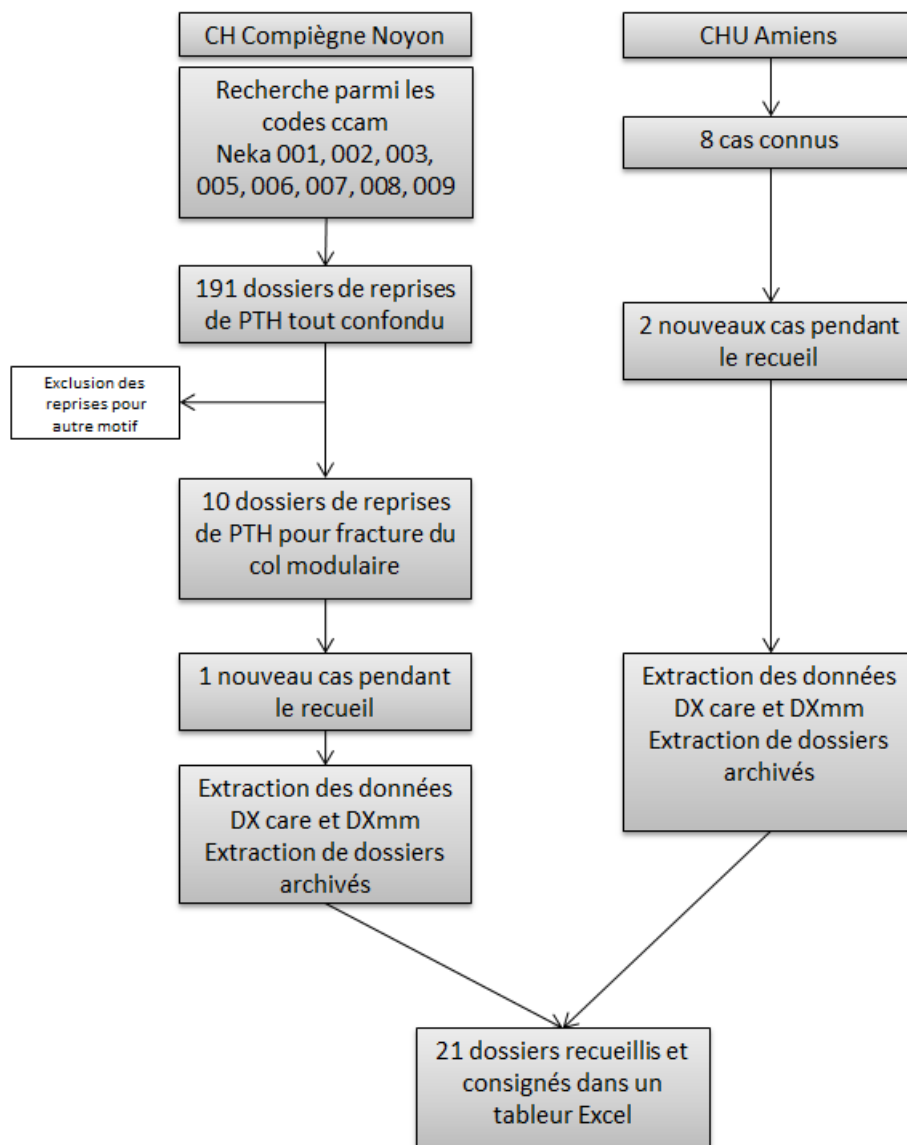 CH Compiègne Noyon
Recherche parmi les
codes ccam
Neka 001, 002, 003,
005, 006, 007, 008, 009
191 dossiers de reprises
de PTH tout confondu
Exclusion des
reprises pour
autre motif
10 dossiers de reprises
de PTH pour fracture du
col modulaire
1 nouveau cas pendant
le recueil
Extraction des données
DX care et DXmm
Extraction de dossiers
archivés
CHU Amiens
8 cas connus
2 nouveaux cas pendant
le recueil
Extraction des données
DX care et DXmm
Extraction de dossiers
archivés
21 dossiers recueillis et
consignés dans un
tableur Excel